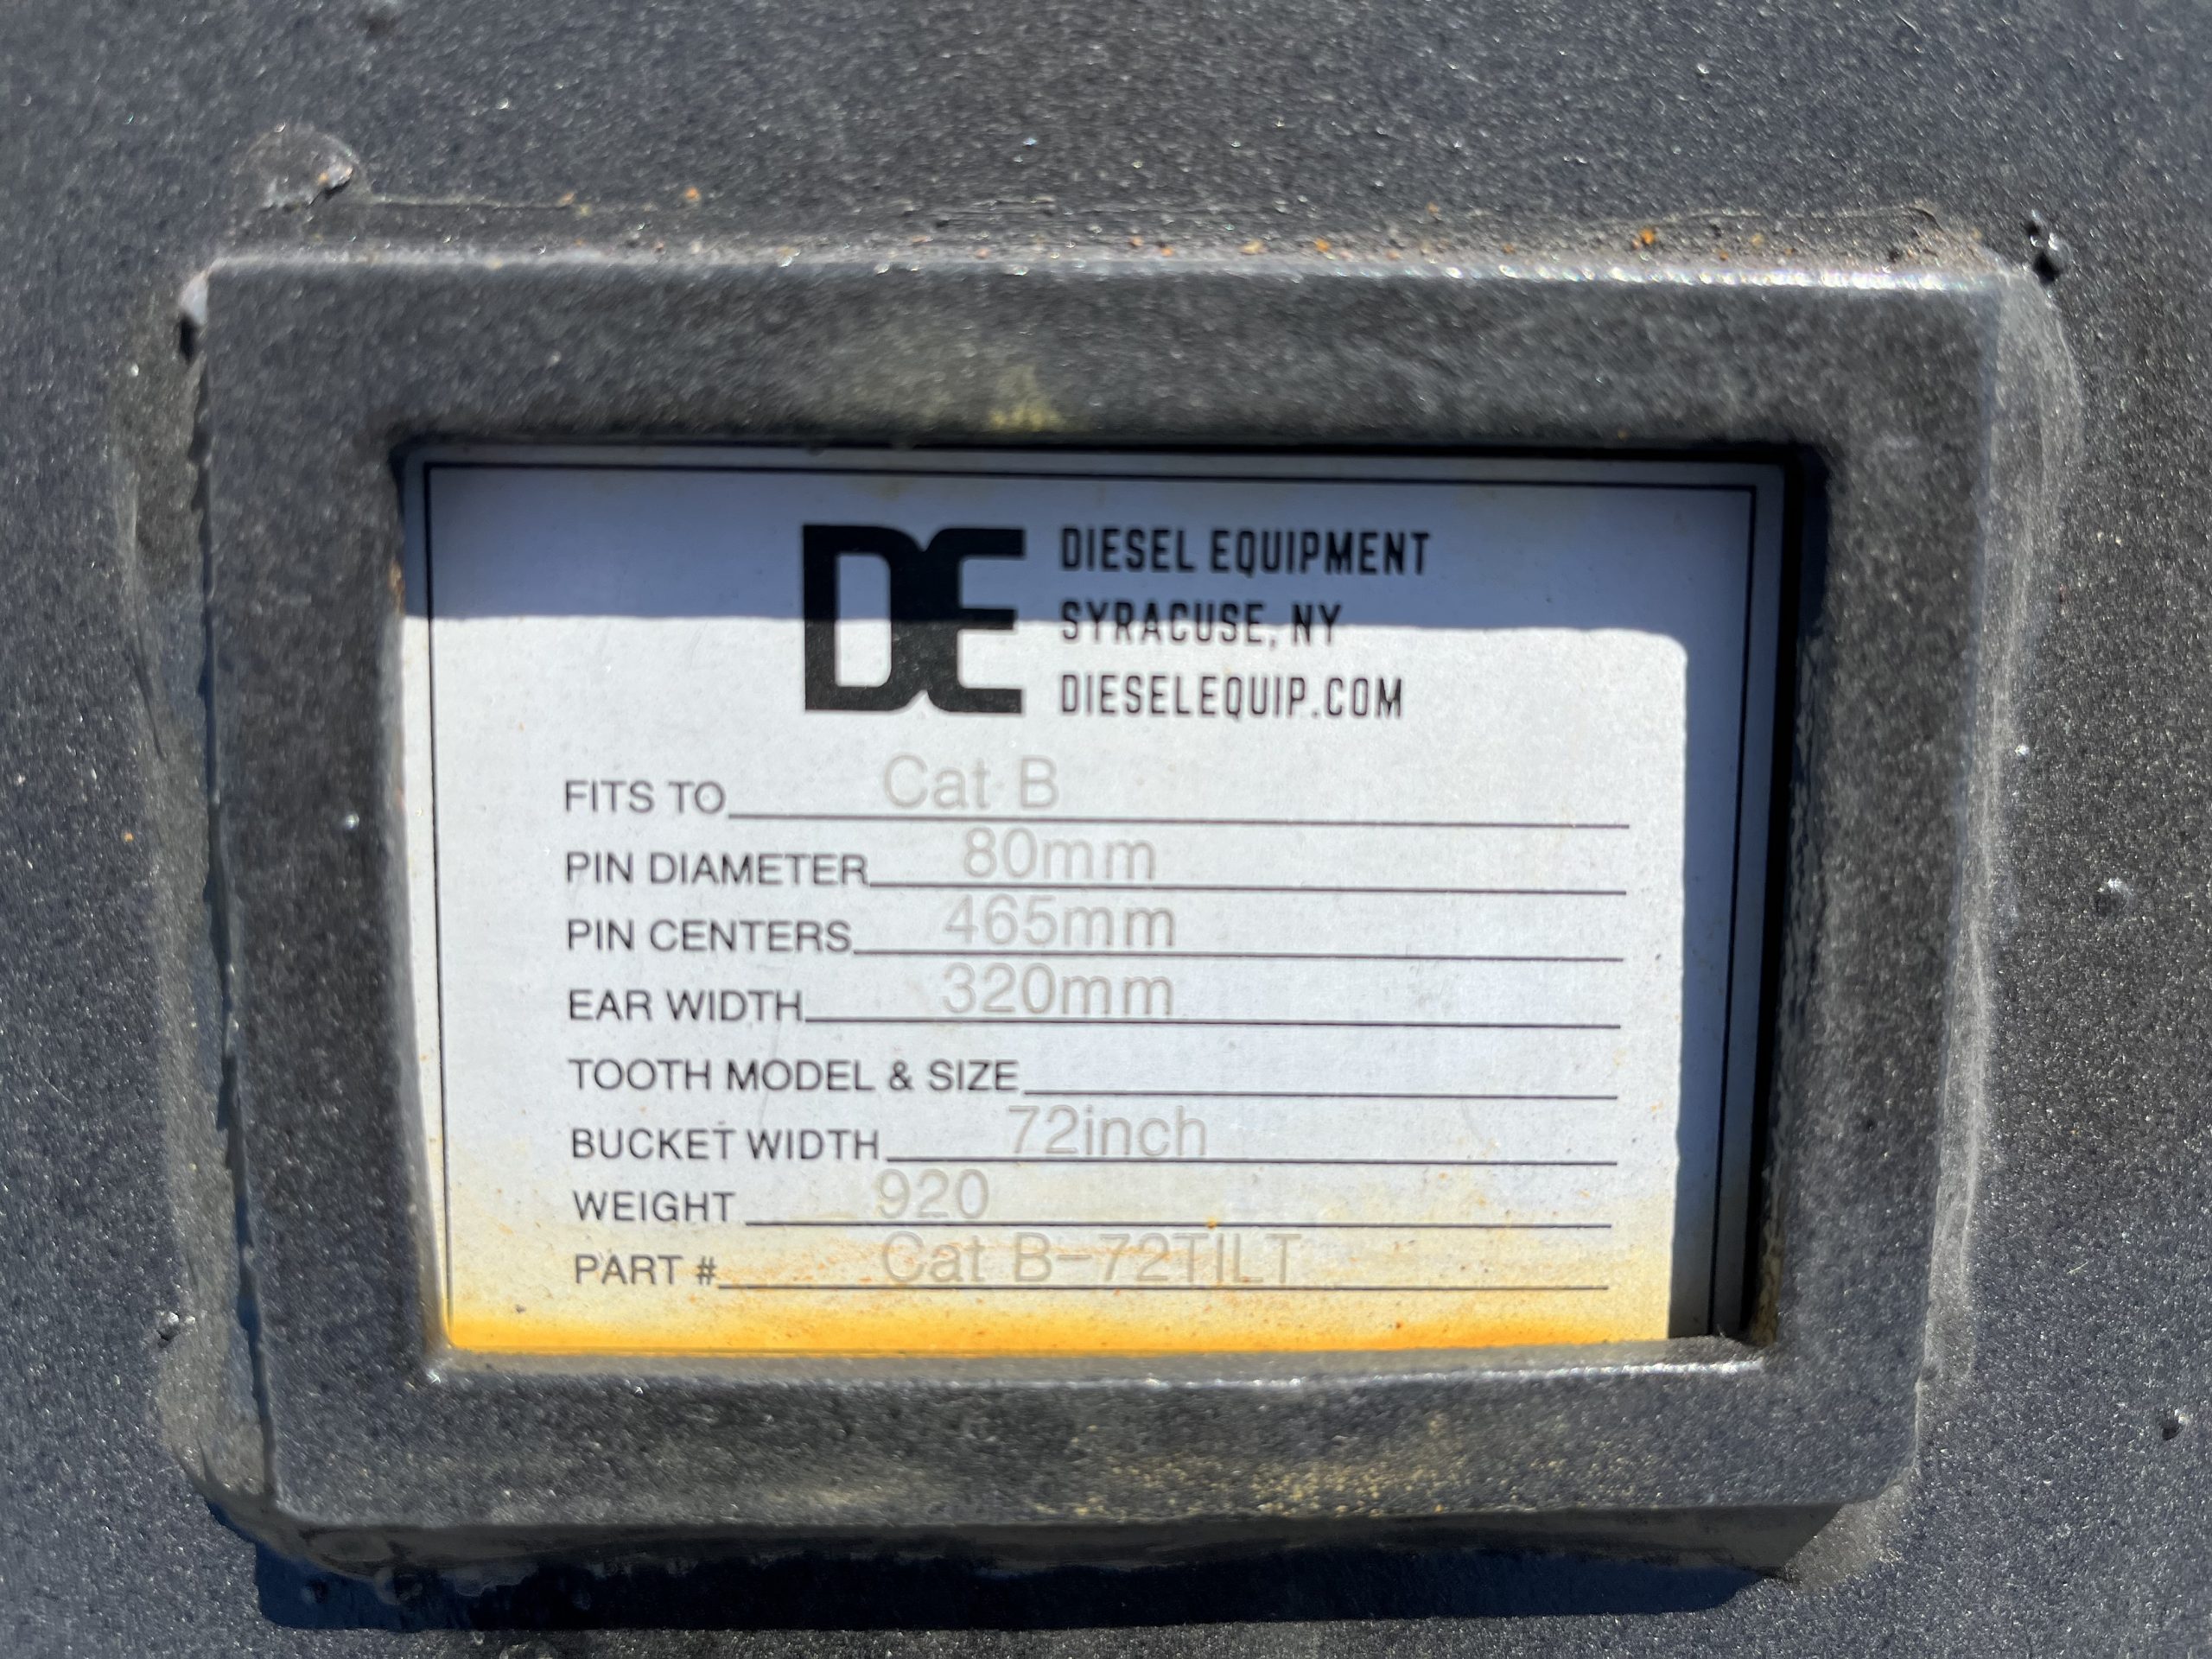 DE
DIESEL EQUIPMENT
SYRACUSE, NY
DIESELEQUIP.COM
FITS TO Cat B
PIN DIAMETER 80mm
PIN CENTERS 465mm
EAR WIDTH 320mm
TOOTH MODEL & SIZE
BUCKET WIDTH 72inch
WEIGHT 920
PART # Cat B-72TILT